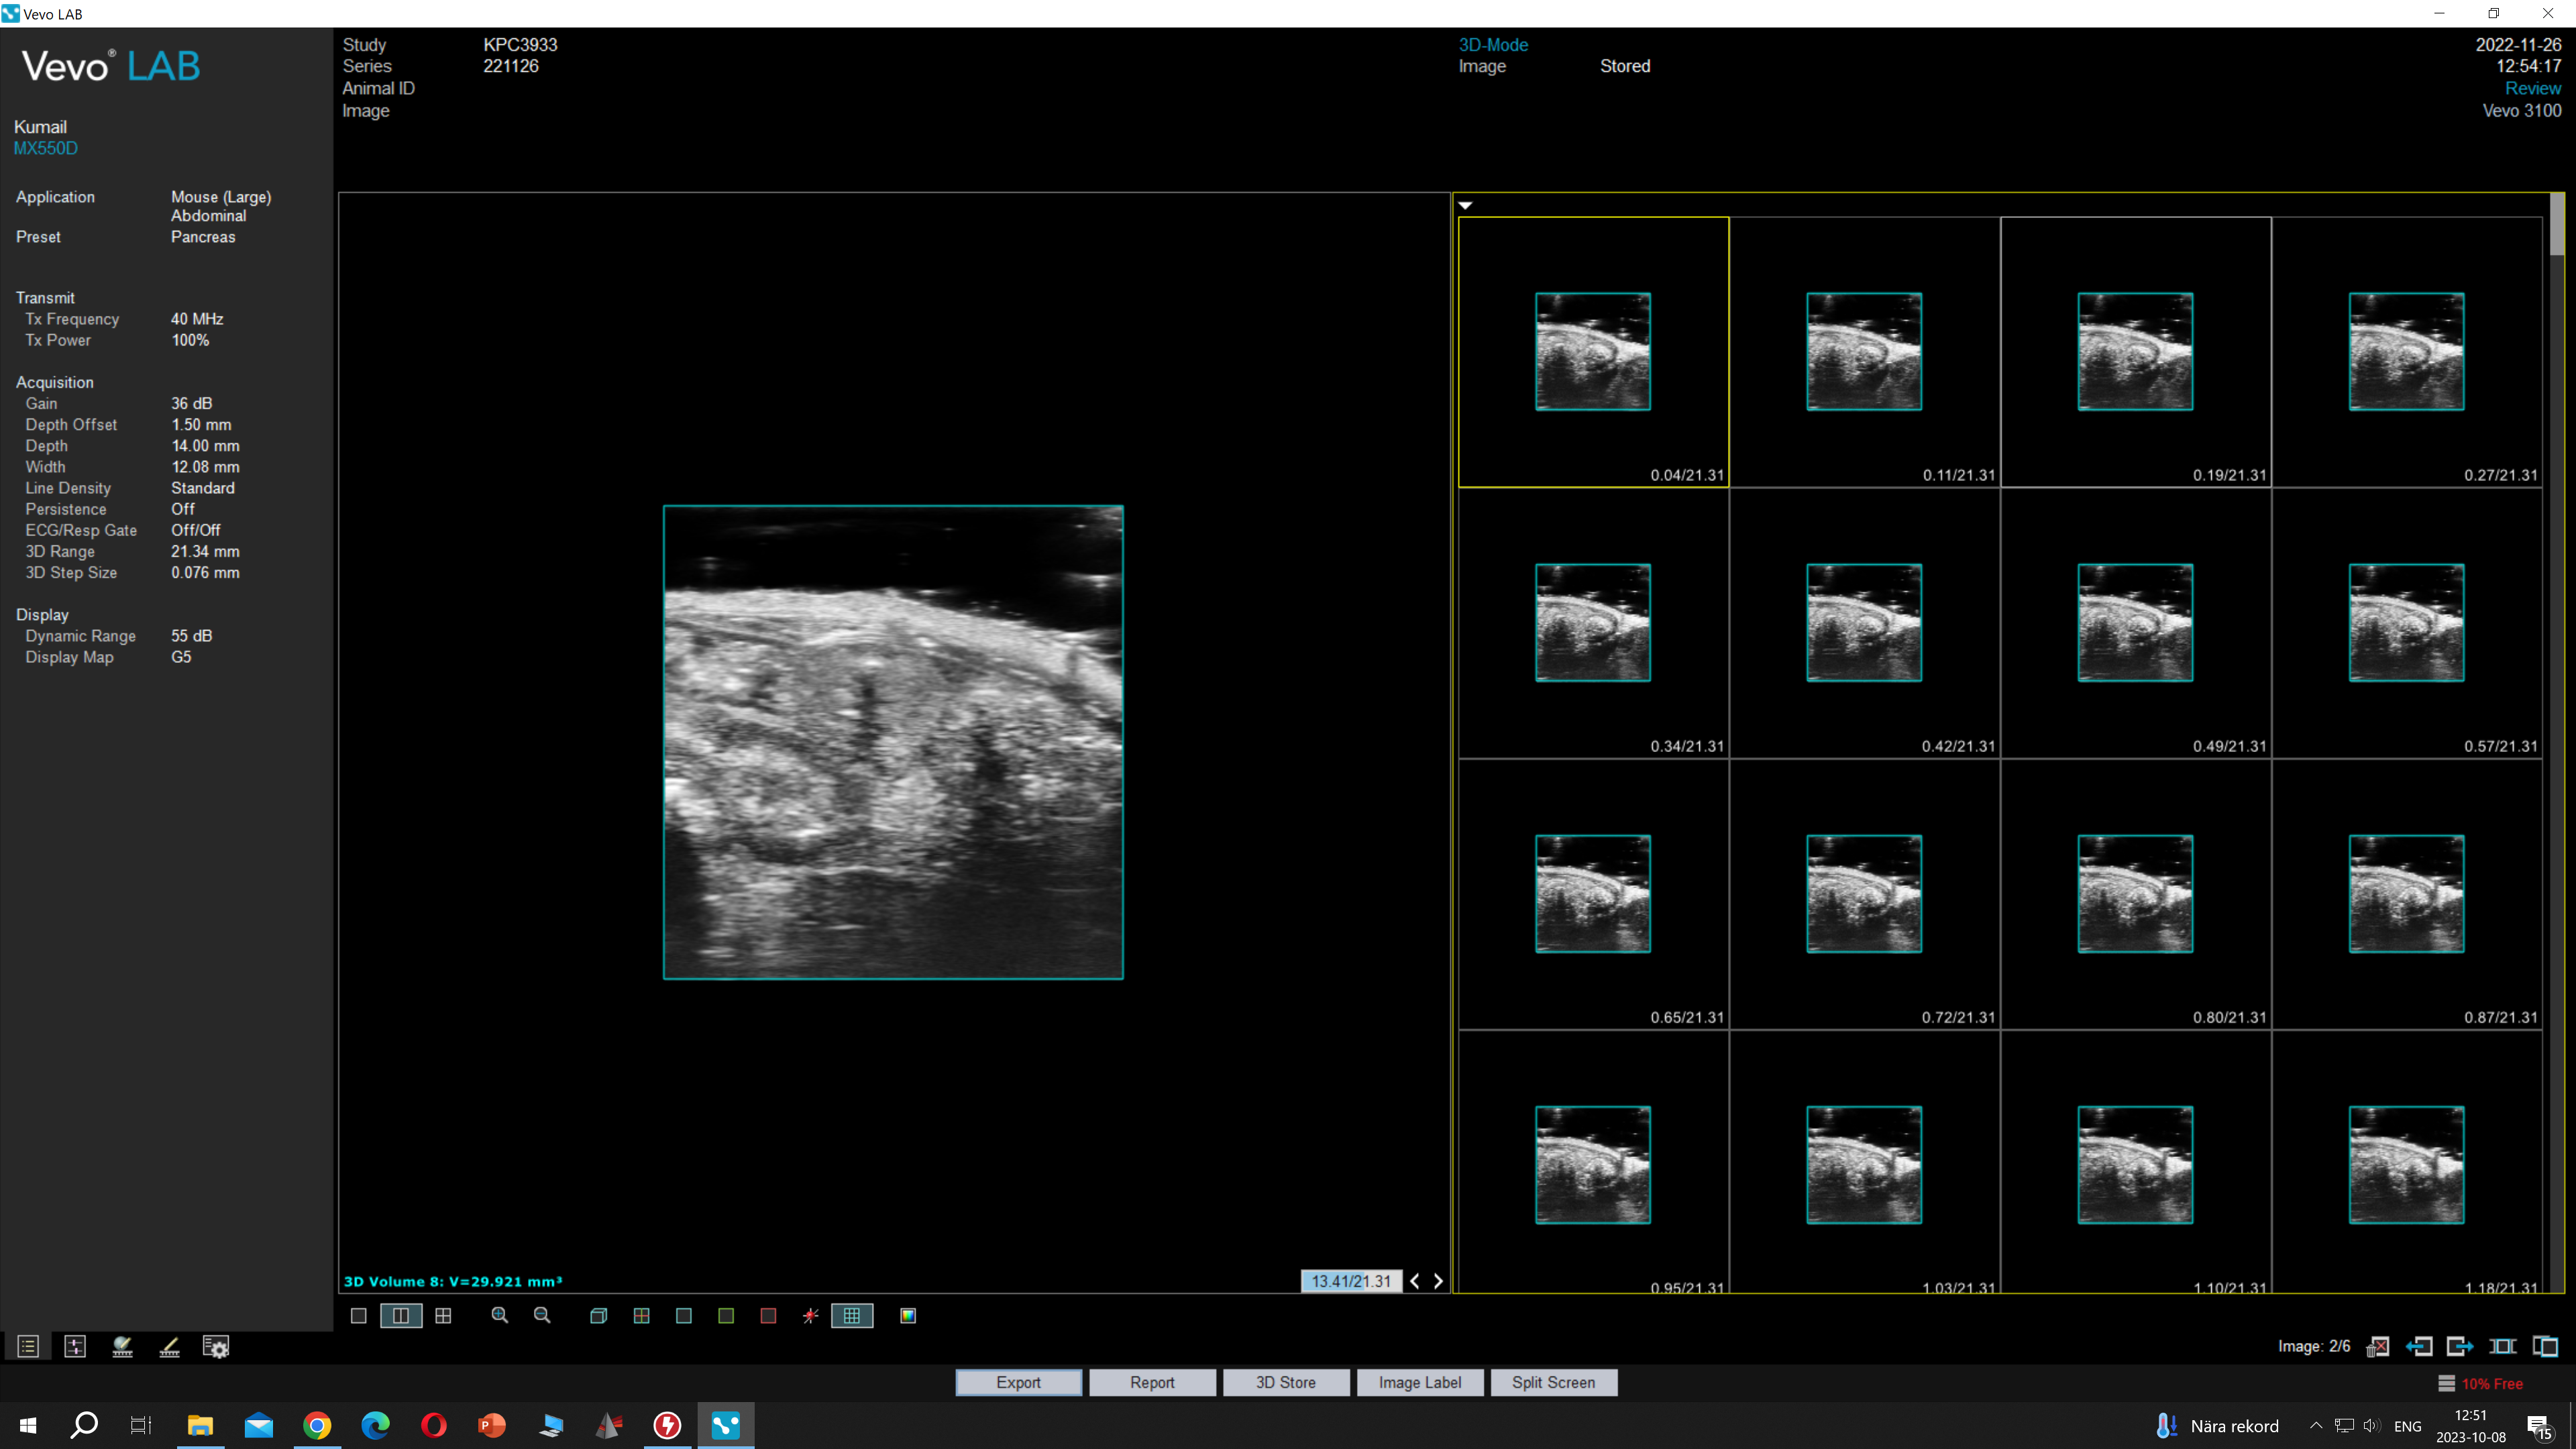 Vevo LAB
Vevo® LAB
Kumail
MX550D
Application Mouse (Large)
Abdominal
Preset Pancreas
Transmit
Tx Frequency 40 MHz
Tx Power 100%
Acquisition
Gain 36 dB
Depth Offset 1.50 mm
Depth 14.00 mm
Width 12.08 mm
Line Density Standard
Persistence Off
ECG/Resp Gate Off/Off
3D Range 21.34 mm
3D Step Size 0.076 mm
Display
Dynamic Range 55 dB
Display Map G5
Study KPC3933
Series 221126
Animal ID
Image
3D-Mode
Image Stored
2022-11-26
12:54:17
Review
Vevo 3100
0.04/21.31 0.11/21.31 0.19/21.31 0.27/21.31
0.34/21.31 0.42/21.31 0.49/21.31 0.57/21.31
0.65/21.31 0.72/21.31 0.80/21.31 0.87/21.31
0.95/21.31 1.03/21.31 1.10/21.31 1.18/21.31
3D Volume 8: V=29.921 mm³
13.41/21.31
Image: 2/6
Export Report 3D Store Image Label Split Screen
10% Free
Nära rekord
ENG
12:51
2023-10-08
15